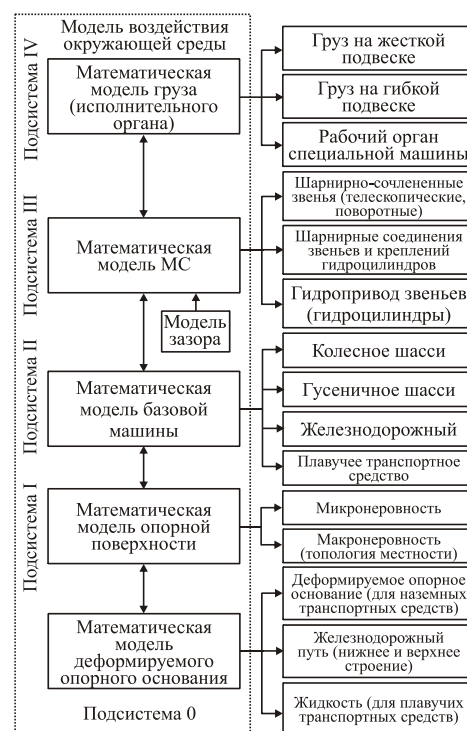 Модель воздействия
окружающей среды
Подсистема IV
Математическая
модель груза
(исполнительного
органа)
Груз на жесткой
подвеске
Груз на гибкой
подвеске
Рабочий орган
специальной машины
Подсистема III
Математическая
модель МС
Шарнирно-сочлененные
звенья (телескопические,
поворотные)
Шарнирные соединения
звеньев и креплений
гидроцилиндров
Гидропривод звеньев
(гидроцилиндры)
Модель
зазора
Подсистема II
Математическая
модель базовой
машины
Колесное шасси
Гусеничное шасси
Железнодорожный
Плавучее транспортное
средство
Подсистема I
Математическая
модель опорной
поверхности
Микронеровность
Макронеровность
(топология местности)
Математическая
модель
деформируемого
опорного основания
Деформируемое опорное
основание (для наземных
транспортных средств)
Железнодорожный
путь (нижнее и верхнее
строение)
Жидкость (для плавучих
транспортных средств)
Подсистема 0